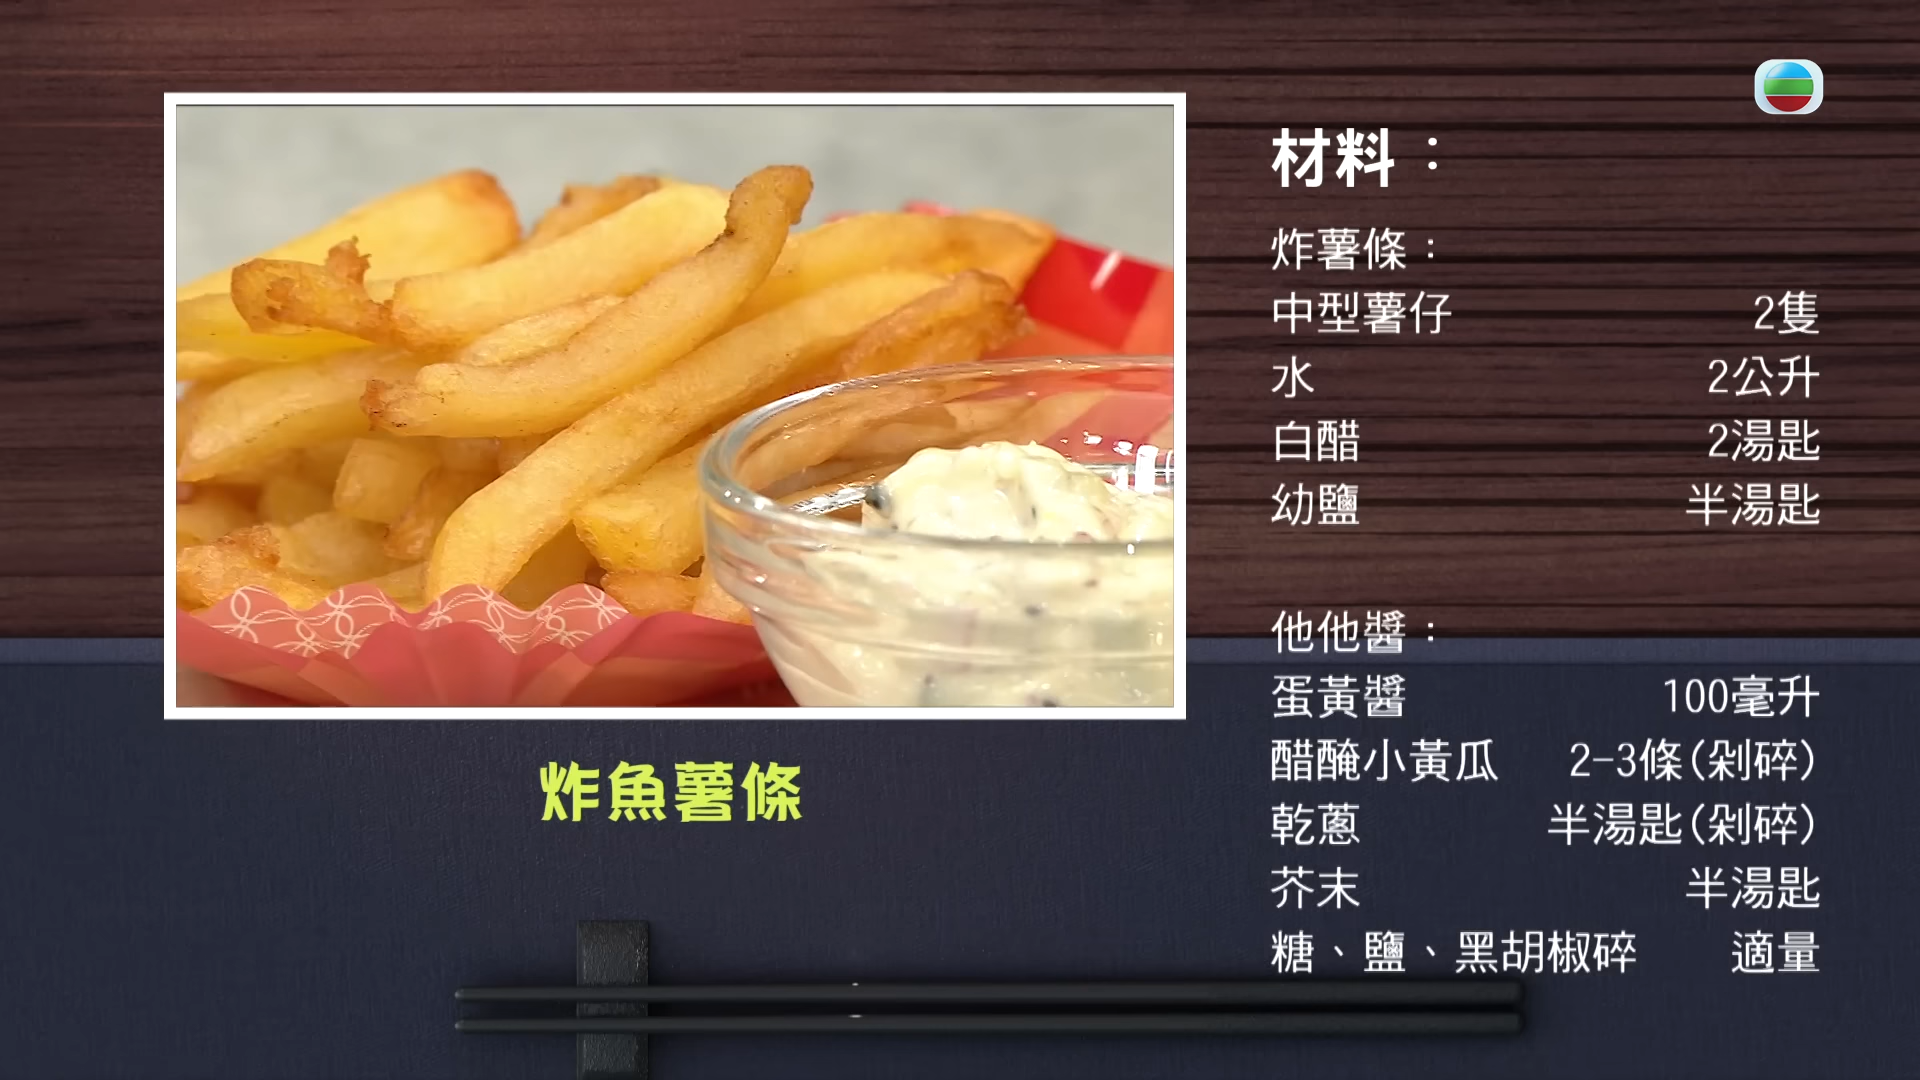 材料：
炸薯條：
中型薯仔 2隻
水 2公升
白醋 2湯匙
幼鹽 半湯匙
他他醬：
蛋黃醬 100毫升
醋醃小黃瓜 2-3條(剁碎)
乾蔥 半湯匙(剁碎)
芥末 半湯匙
糖、鹽、黑胡椒碎 適量
炸魚薯條